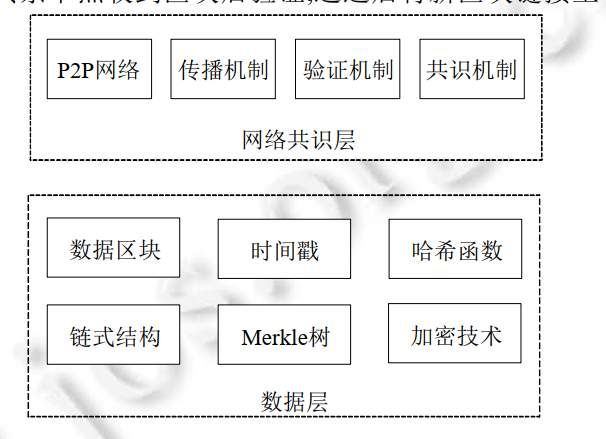 P2P网络 传播机制 验证机制 共识机制
网络共识层
数据区块 时间戳 哈希函数
链式结构 Merkle树 加密技术
数据层